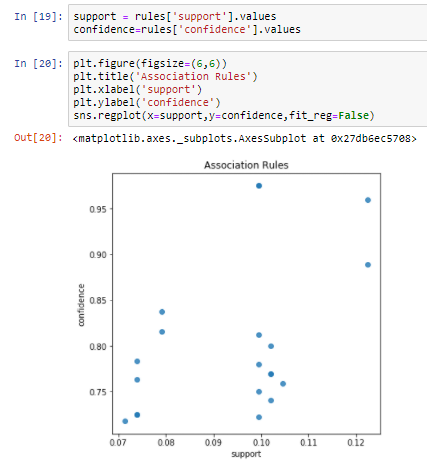 In [19]: support = rules['support'].values
confidence=rules['confidence'].values
In [20]: plt.figure(figsize=(6,6))
plt.title('Association Rules')
plt.xlabel('support')
plt.ylabel('confidence')
sns.regplot(x=support,y=confidence,fit_reg=False)
Out[20]: <matplotlib.axes._subplots.AxesSubplot at 0x27db6ec5708>
Association Rules
0.95
0.90
0.85
0.80
0.75
confidence
0.07 0.08 0.09 0.10 0.11 0.12
support